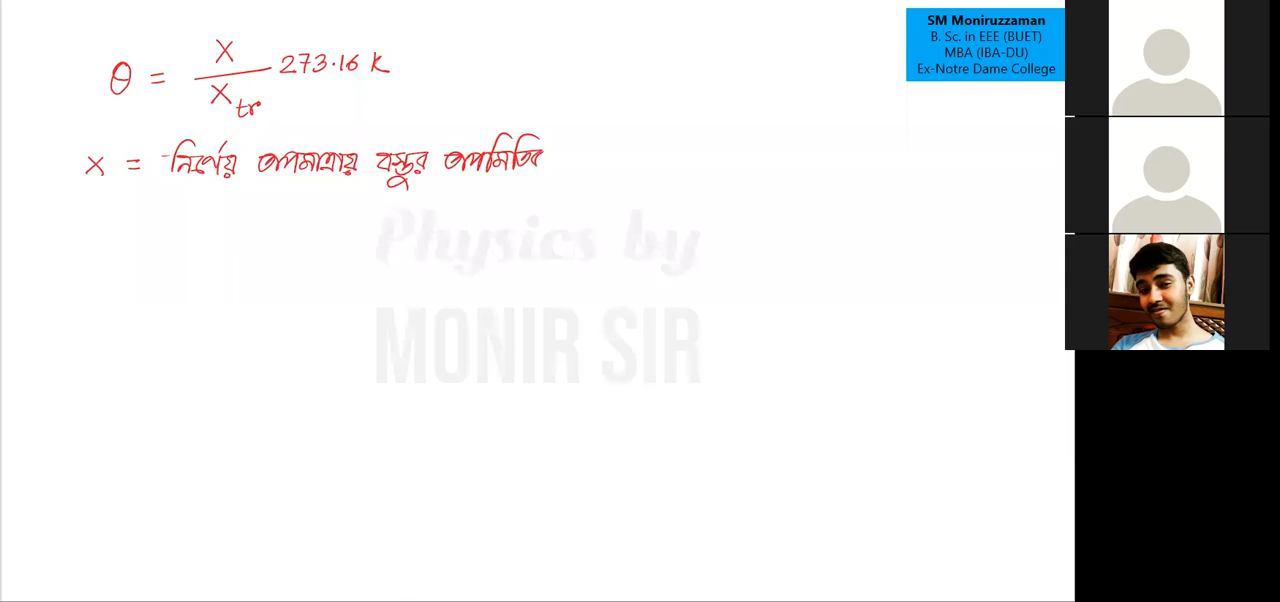 θ = X / X_tr 273.16 K
x = নির্ণেয় তাপমাত্রায় বস্তুর তাপমিতিক
Physics by
MONIR SIR
SM Moniruzzaman
B. Sc. in EEE (BUET)
MBA (IBA-DU)
Ex-Notre Dame College